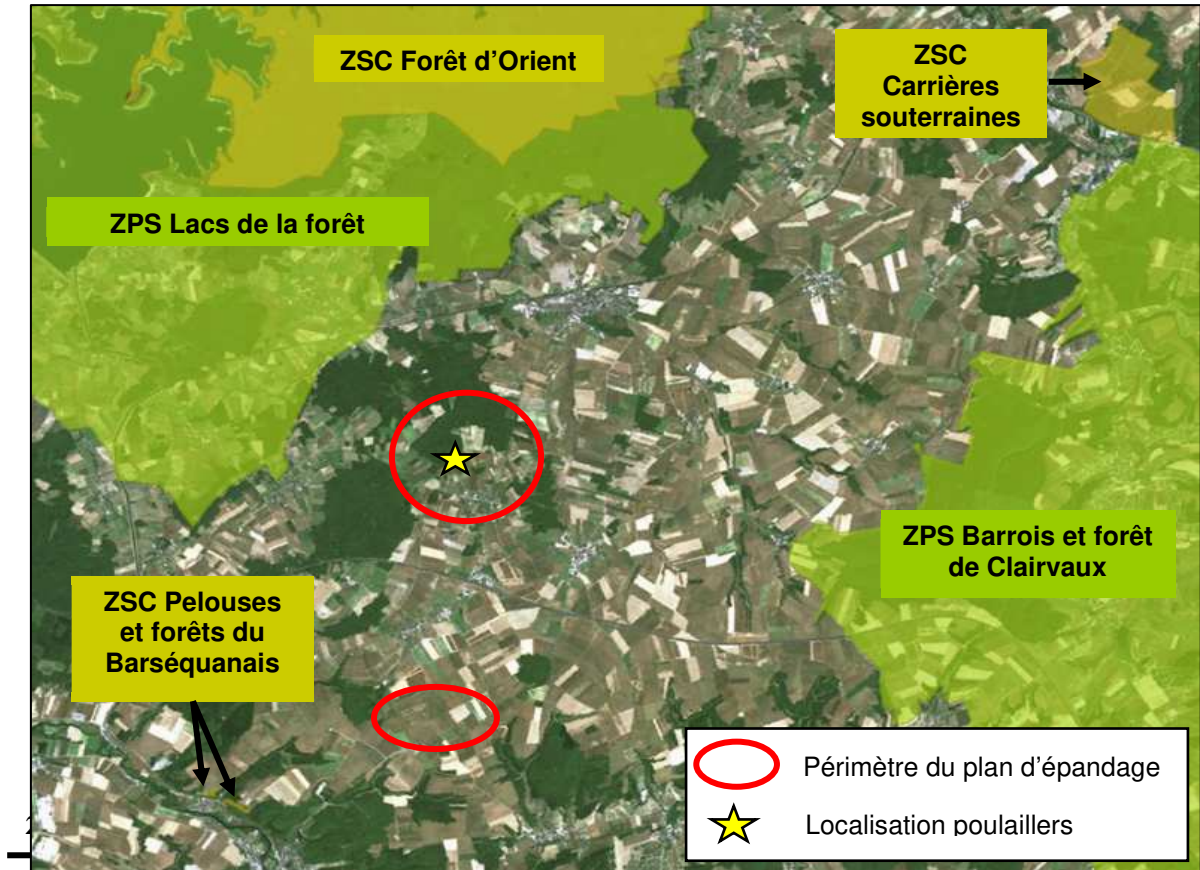 ZSC Forêt d’Orient
ZSC
Carrières
souterraines
ZPS Lacs de la forêt
ZPS Barrois et forêt
de Clairvaux
ZSC Pelouses
et forêts du
Barséquanais
Périmètre du plan d’épandage
Localisation poulaillers